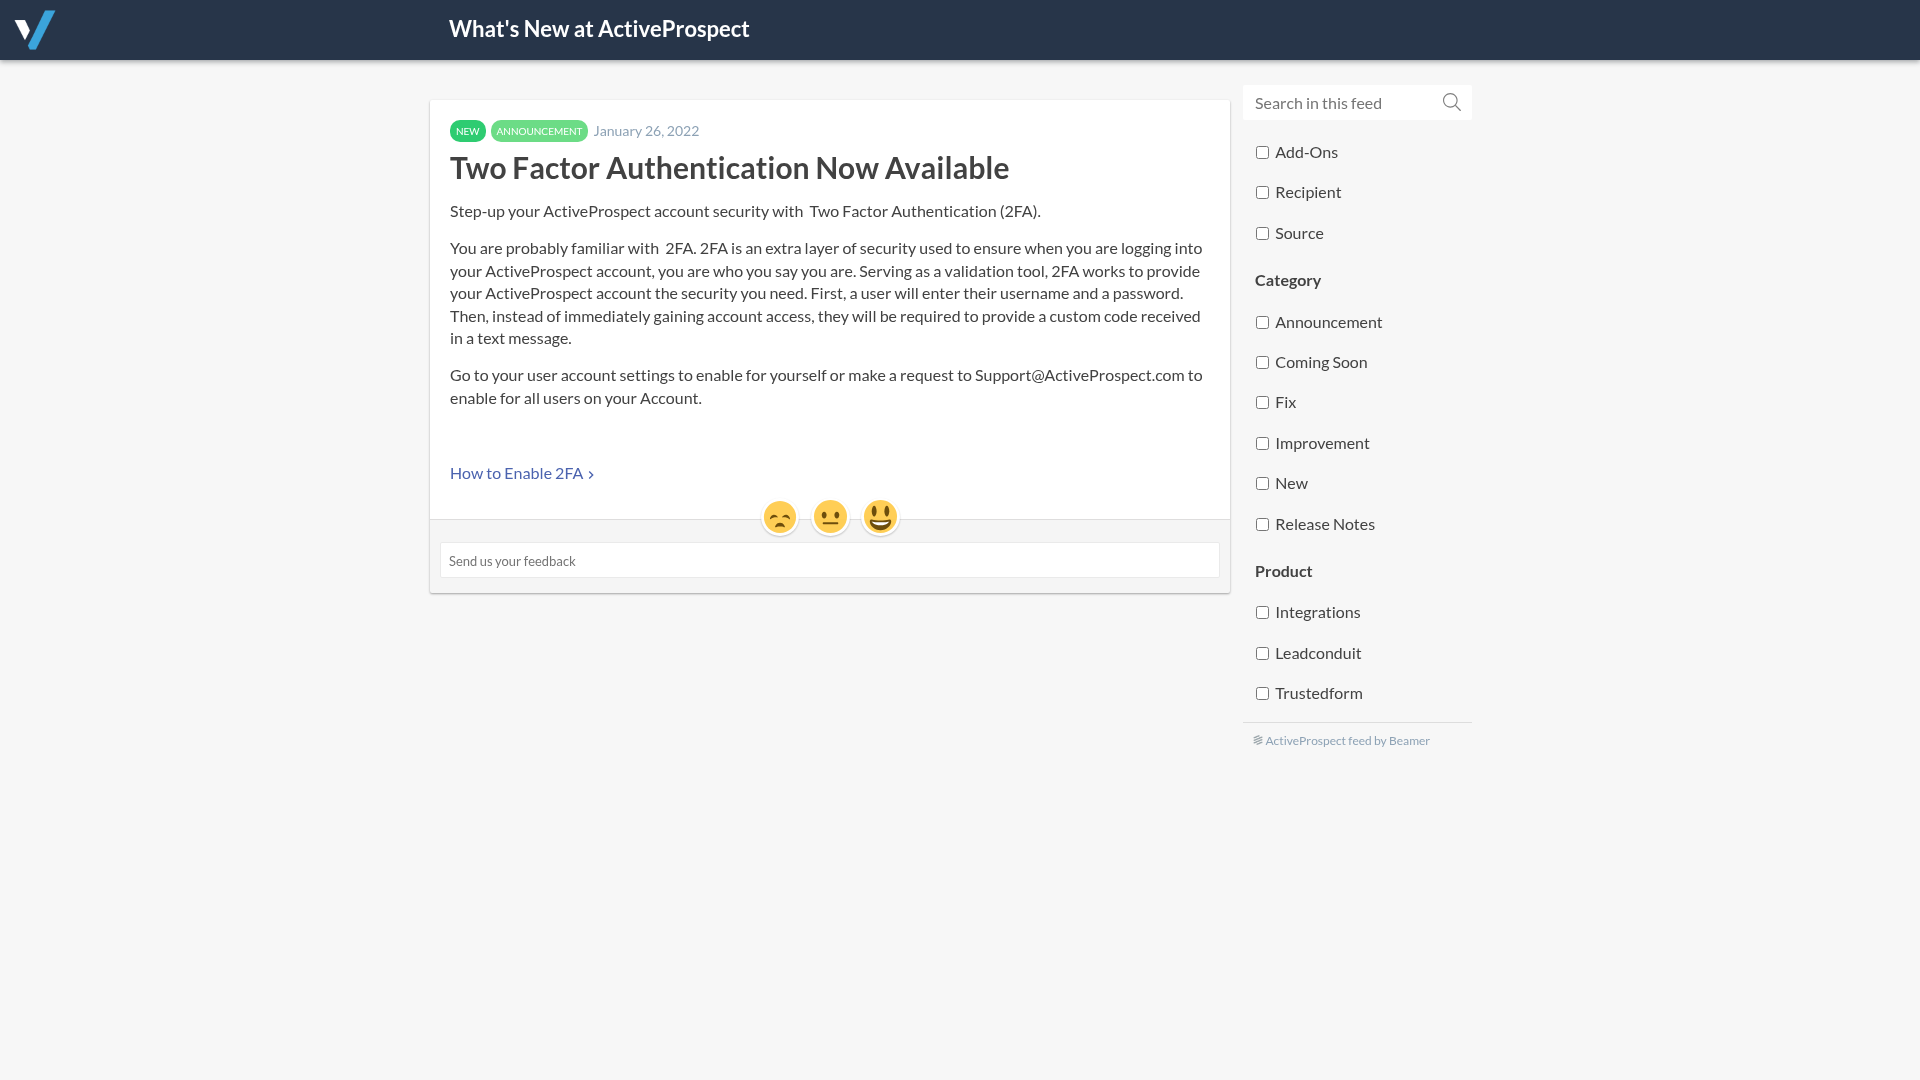 What's New at ActiveProspect
NEW ANNOUNCEMENT January 26, 2022
Two Factor Authentication Now Available
Step-up your ActiveProspect account security with  Two Factor Authentication (2FA).
You are probably familiar with  2FA. 2FA is an extra layer of security used to ensure when you are logging into
your ActiveProspect account, you are who you say you are. Serving as a validation tool, 2FA works to provide
your ActiveProspect account the security you need. First, a user will enter their username and a password.
Then, instead of immediately gaining account access, they will be required to provide a custom code received
in a text message.
Go to your user account settings to enable for yourself or make a request to Support@ActiveProspect.com to
enable for all users on your Account.
How to Enable 2FA
Send us your feedback
Search in this feed
Add-Ons
Recipient
Source
Category
Announcement
Coming Soon
Fix
Improvement
New
Release Notes
Product
Integrations
Leadconduit
Trustedform
ActiveProspect feed by Beamer